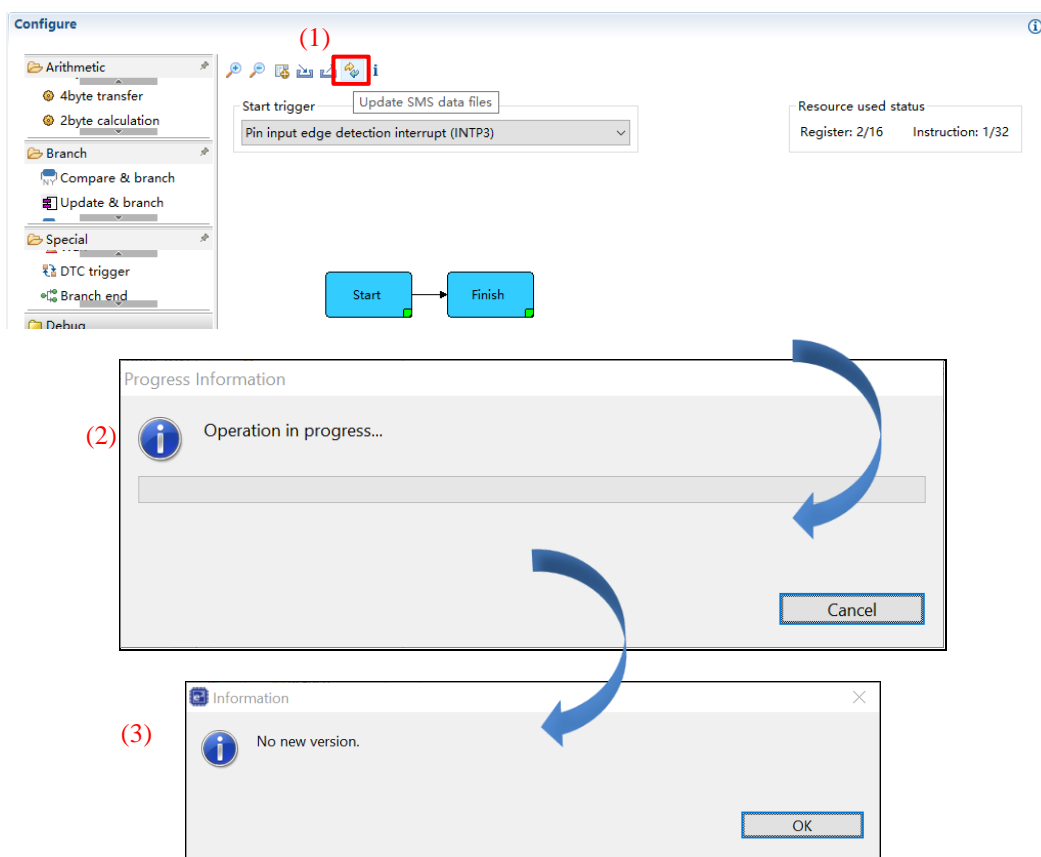 Configure
(1)
Arithmetic
4byte transfer
2byte calculation
Branch
Compare & branch
Update & branch
Special
DTC trigger
Branch end
Debug
i
Update SMS data files
Start trigger
Pin input edge detection interrupt (INTP3)
Resource used status
Register: 2/16 Instruction: 1/32
Start
Finish
Progress Information
(2)
Operation in progress...
Cancel
Information
(3)
No new version.
OK